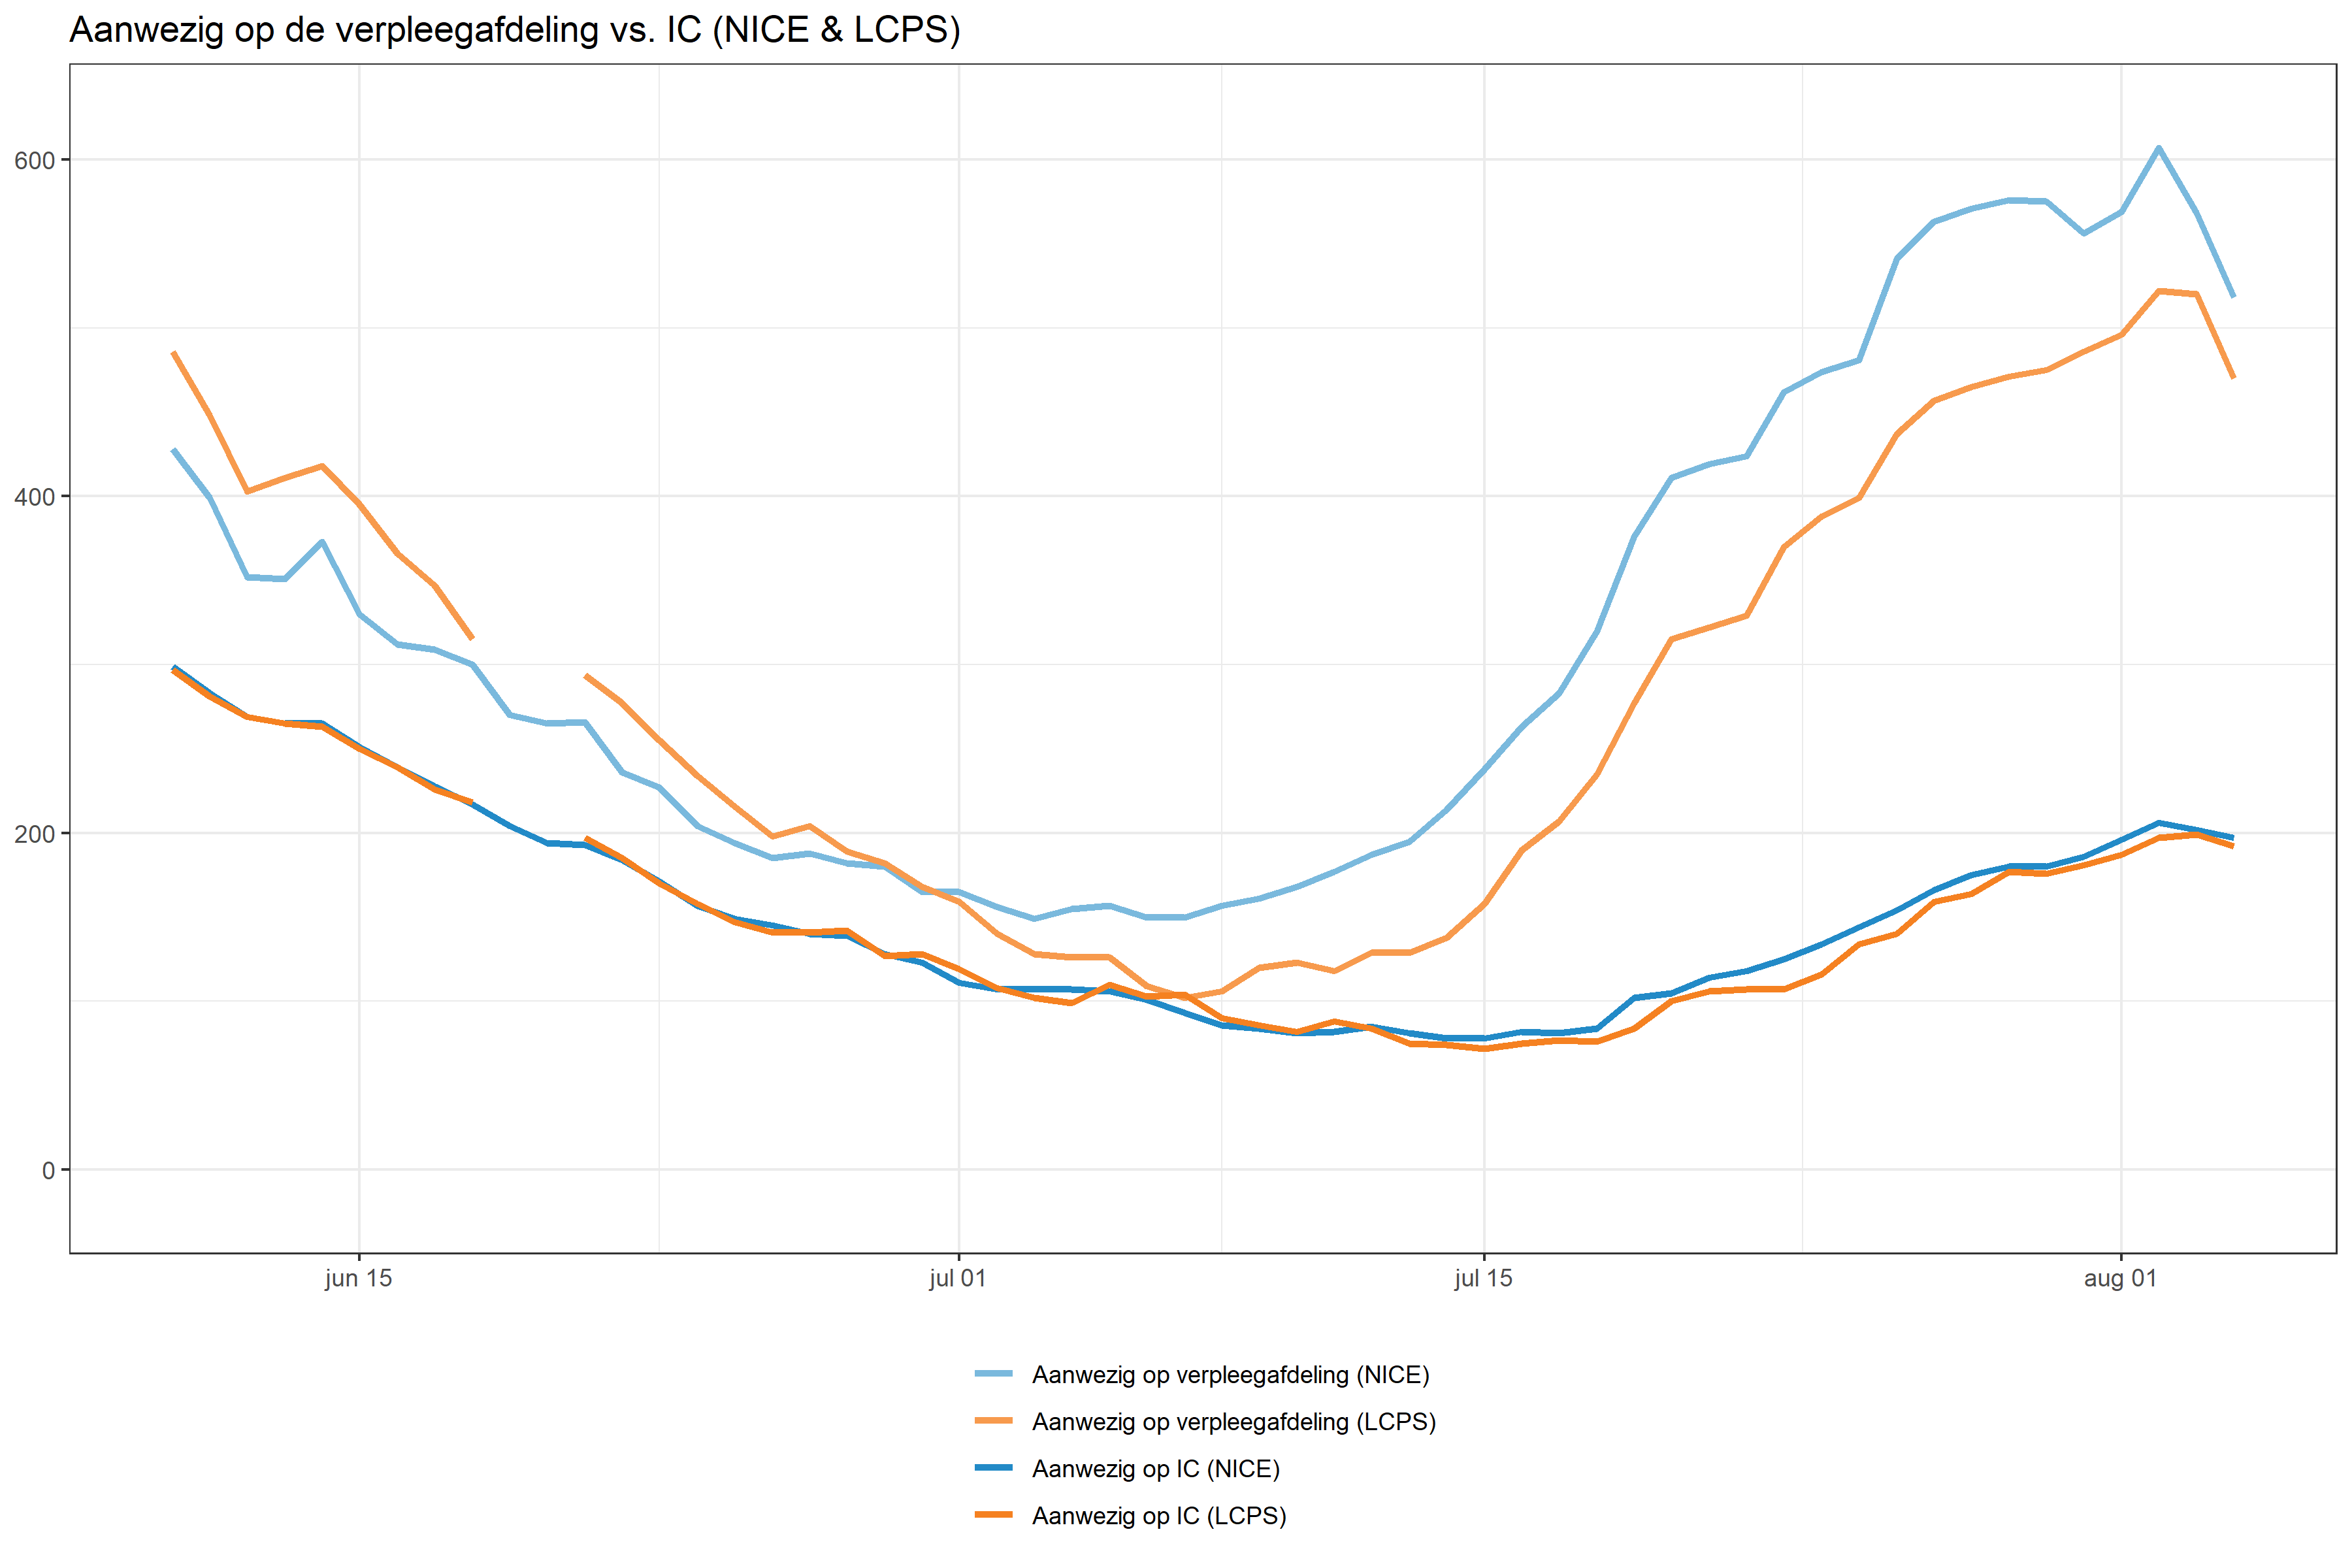 Aanwezig op de verpleegafdeling vs. IC (NICE & LCPS)
600
400
200
0
jun 15 jul 01 jul 15 aug 01
Aanwezig op verpleegafdeling (NICE)
Aanwezig op verpleegafdeling (LCPS)
Aanwezig op IC (NICE)
Aanwezig op IC (LCPS)